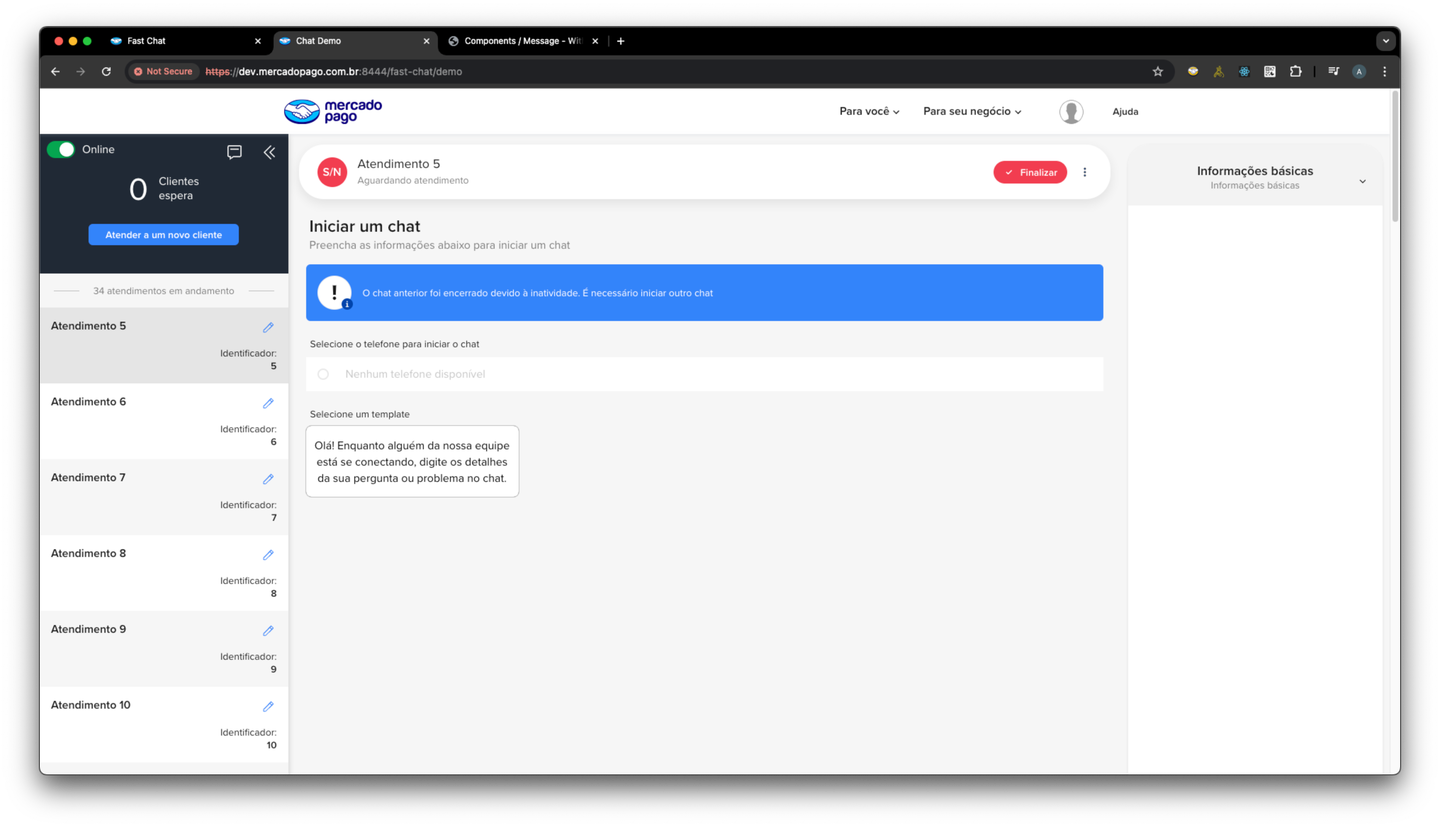 Fast Chat
Chat Demo
Components / Message - Wit
Not Secure https://dev.mercadopago.com.br:8444/fast-chat/demo
A
mercado
pago
Para você
Para seu negócio
Ajuda
Online
0
Clientes
espera
Atender a um novo cliente
34 atendimentos em andamento
Atendimento 5
Identificador:
5
Atendimento 6
Identificador:
6
Atendimento 7
Identificador:
7
Atendimento 8
Identificador:
8
Atendimento 9
Identificador:
9
Atendimento 10
Identificador:
10
S/N
Atendimento 5
Aguardando atendimento
Finalizar
Iniciar um chat
Preencha as informações abaixo para iniciar um chat
O chat anterior foi encerrado devido à inatividade. É necessário iniciar outro chat
Selecione o telefone para iniciar o chat
Nenhum telefone disponível
Selecione um template
Olá! Enquanto alguém da nossa equipe
está se conectando, digite os detalhes
da sua pergunta ou problema no chat.
Informações básicas
Informações básicas